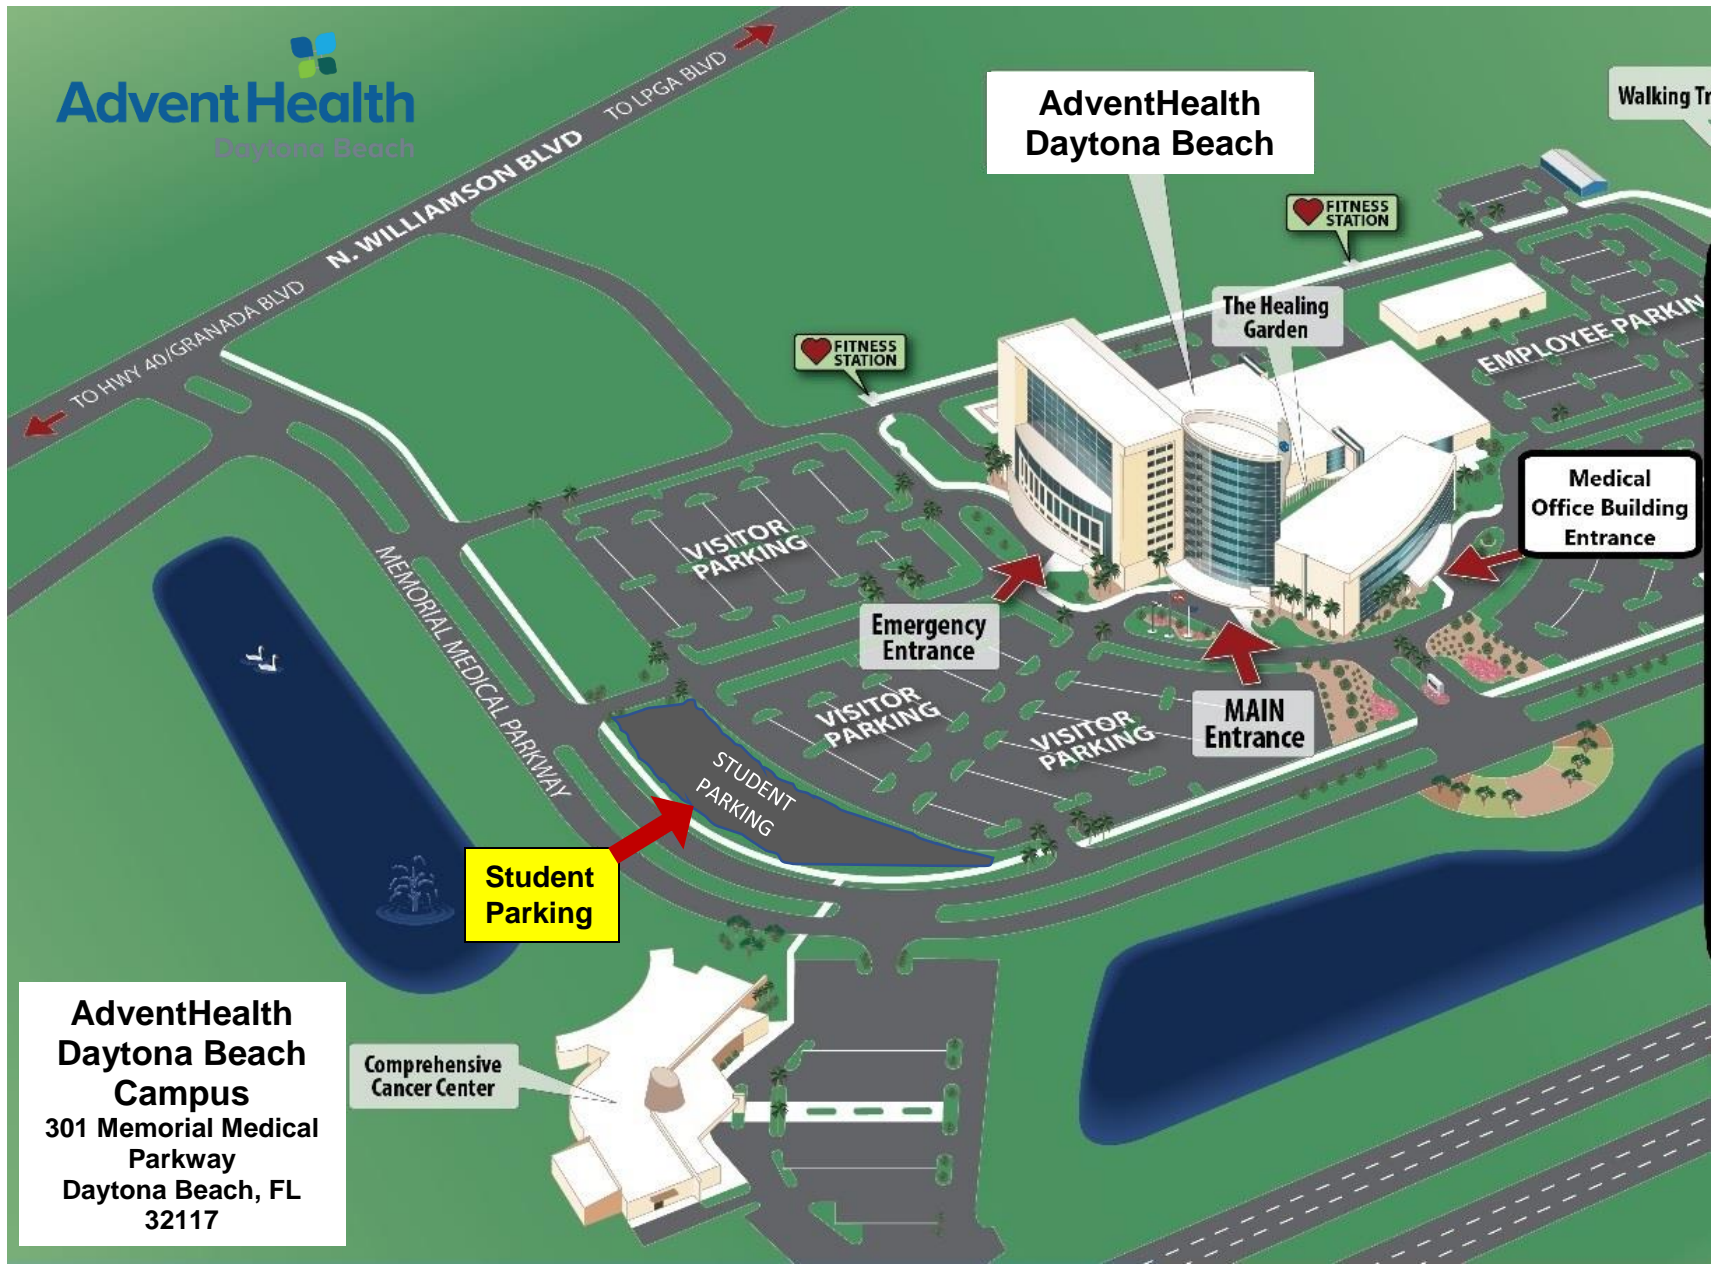 AdventHealth
Daytona Beach
TO LPGA BLVD
N. WILLIAMSON BLVD
TO HWY 40/GRANADA BLVD
AdventHealth
Daytona Beach
Walking Tr
FITNESS
STATION
The Healing
Garden
FITNESS
STATION
EMPLOYEE PARKIN
Medical
Office Building
Entrance
VISITOR
PARKING
MEMORIAL MEDICAL PARKWAY
Emergency
Entrance
MAIN
Entrance
VISITOR
PARKING
VISITOR
PARKING
STUDENT
PARKING
Student
Parking
AdventHealth
Daytona Beach
Campus
301 Memorial Medical
Parkway
Daytona Beach, FL
32117
Comprehensive
Cancer Center